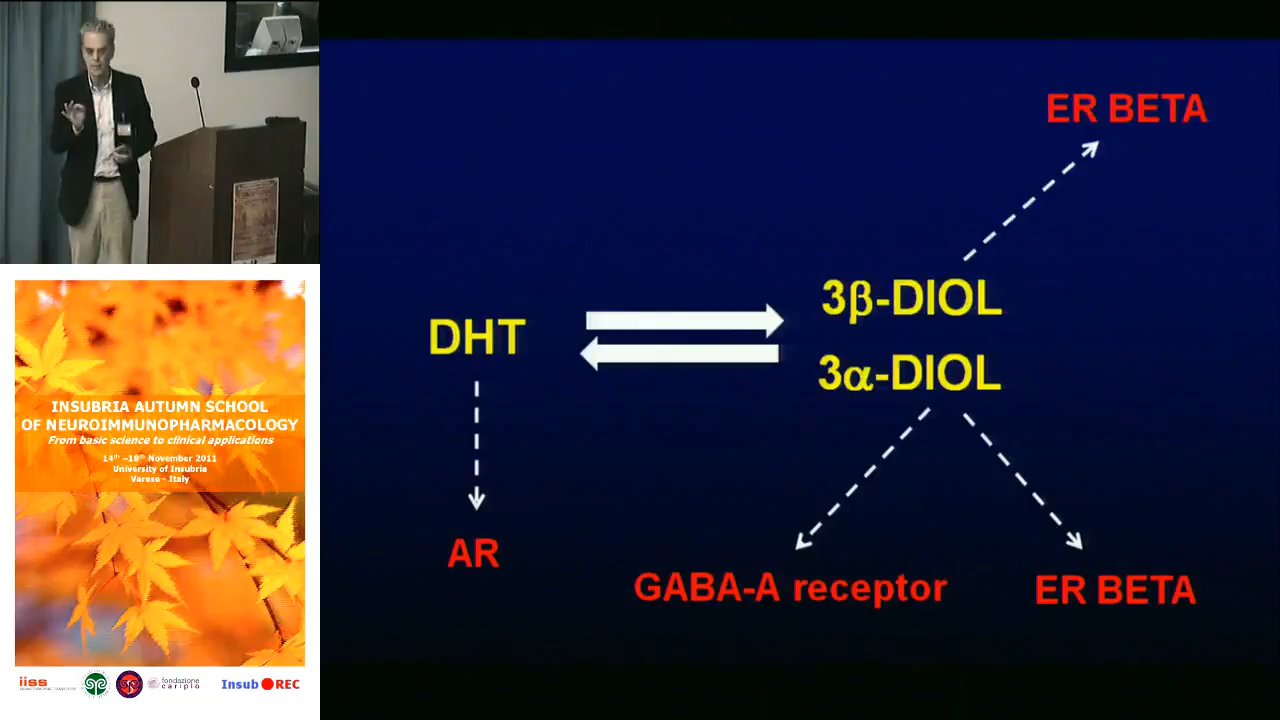 ER BETA
3β-DIOL
DHT
3α-DIOL
AR
GABA-A receptor
ER BETA
INSUBRIA AUTUMN SCHOOL
OF NEUROIMMUNOPHARMACOLOGY
From basic science to clinical applications
14th –18th November 2011
University of Insubria
Varese - Italy
iiss
fondazione
cariplo
Insub REC